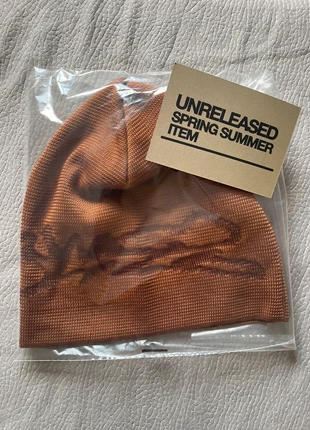 UNRELEASED
SPRING SUMMER
ITEM